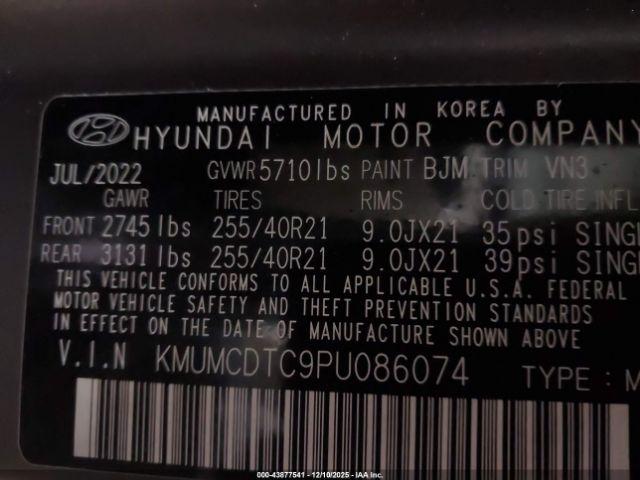 MANUFACTURED IN KOREA BY
HYUNDAI MOTOR COMPANY
JUL/2022 GVWR 5710lbs PAINT BJM TRIM VN3
GAWR TIRES RIMS COLD TIRE INFL
FRONT 2745lbs 255/40R21 9.0JX21 35psi SINGL
REAR 3131lbs 255/40R21 9.0JX21 39psi SINGL
THIS VEHICLE CONFORMS TO ALL APPLICABLE U.S.A. FEDERAL
MOTOR VEHICLE SAFETY AND THEFT PREVENTION STANDARDS
IN EFFECT ON THE DATE OF MANUFACTURE SHOWN ABOVE
V.I.N KMUMCDTC9PU086074 TYPE: M
000-43877541 - 12/10/2025 - IAA Inc.